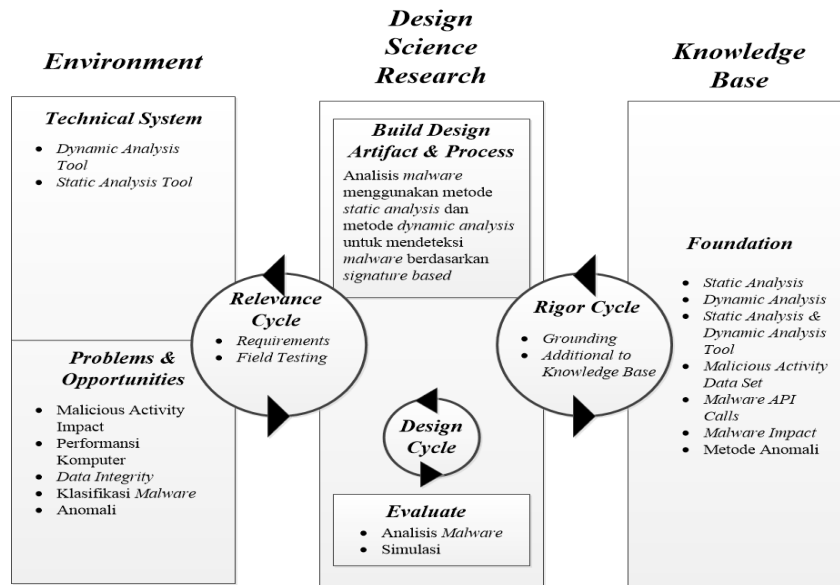 Environment
Technical System
Dynamic Analysis
Tool
Static Analysis Tool
Problems &
Opportunities
Malicious Activity
Impact
Performansi
Komputer
Data Integrity
Klasifikasi Malware
Anomali
Relevance
Cycle
Requirements
Field Testing
Design
Science
Research
Build Design
Artifact & Process
Analisis malware
menggunakan metode
static analysis dan
metode dynamic analysis
untuk mendeteksi
malware berdasarkan
signature based
Design
Cycle
Evaluate
Analisis Malware
Simulasi
Rigor Cycle
Grounding
Additional to
Knowledge Base
Knowledge
Base
Foundation
Static Analysis
Dynamic Analysis
Static Analysis &
Dynamic Analysis
Tool
Malicious Activity
Data Set
Malware API
Calls
Malware Impact
Metode Anomali